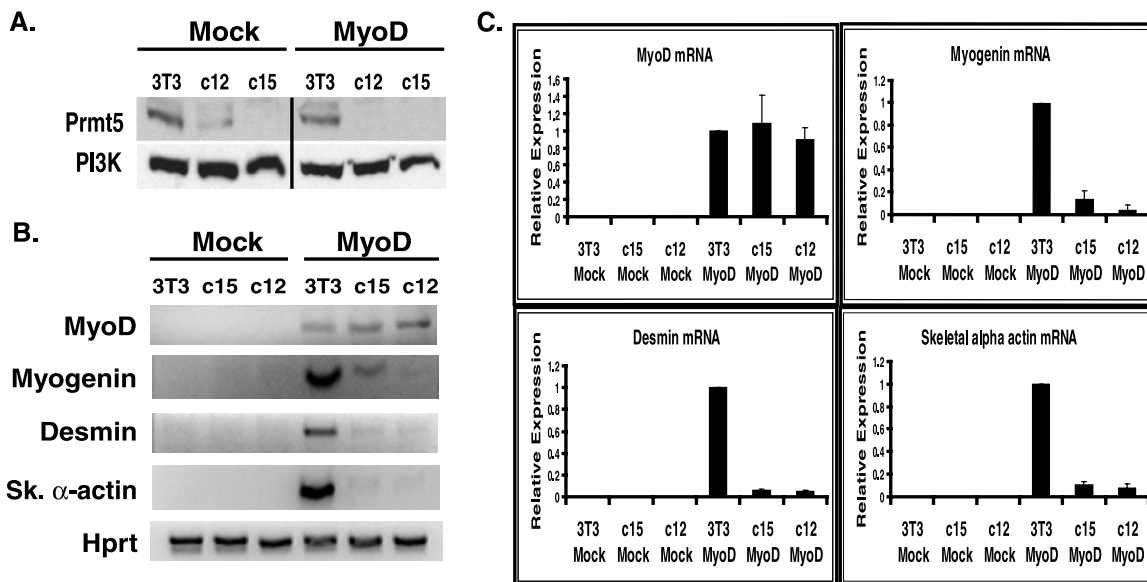 A.
Mock MyoD
3T3 c12 c15 3T3 c12 c15
Prmt5
PI3K
B.
Mock MyoD
3T3 c15 c12 3T3 c15 c12
MyoD
Myogenin
Desmin
Sk. α-actin
Hprt
C.
MyoD mRNA
Relative Expression
1.6
1.4
1.2
1.0
0.8
0.6
0.4
0.2
0
3T3 c15 c12 3T3 c15 c12
Mock Mock Mock MyoD MyoD MyoD
Myogenin mRNA
Relative Expression
1.2
1
0.8
0.6
0.4
0.2
0
3T3 c15 c12 3T3 c15 c12
Mock Mock Mock MyoD MyoD MyoD
Desmin mRNA
Relative Expression
1.2
1
0.8
0.6
0.4
0.2
0
3T3 c15 c12 3T3 c15 c12
Mock Mock Mock MyoD MyoD MyoD
Skeletal alpha actin mRNA
Relative Expression
1.2
1
0.8
0.6
0.4
0.2
0
3T3 c15 c12 3T3 c15 c12
Mock Mock Mock MyoD MyoD MyoD